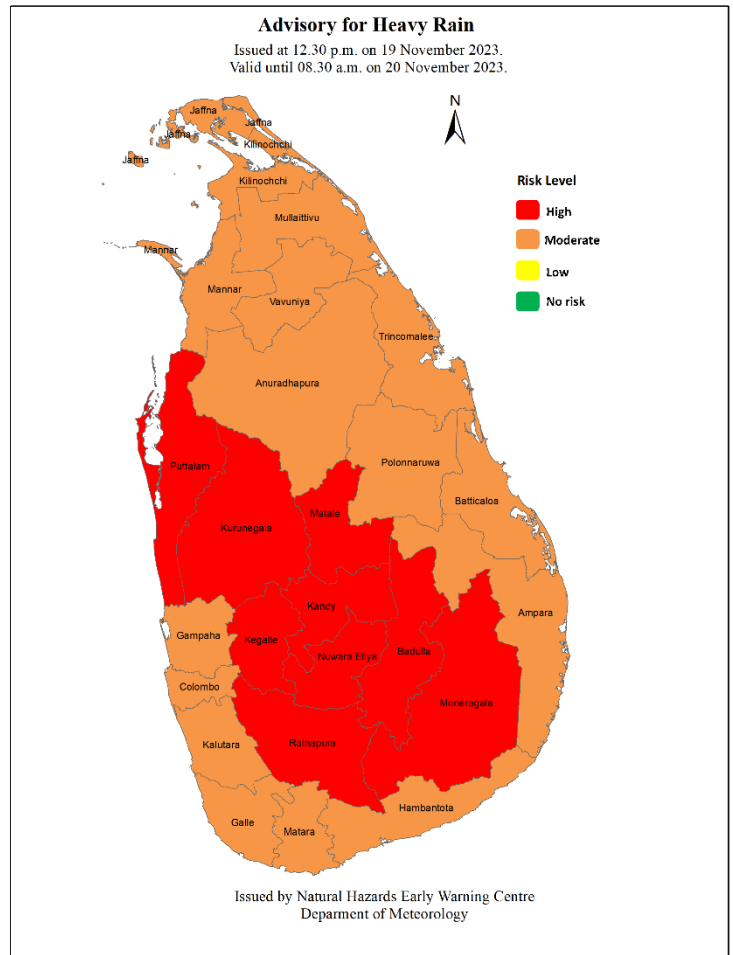 Advisory for Heavy Rain
Issued at 12.30 p.m. on 19 November 2023.
Valid until 08.30 a.m. on 20 November 2023.
N
Jaffna
Jaffna
Jaffna
Kilinochchi
Jaffna
Kilinochchi
Risk Level
High
Moderate
Low
No risk
Mullaittivu
Mannar
Mannar
Vavuniya
Trincomalee
Anuradhapura
Puttalam
Polonnaruwa
Batticaloa
Matale
Kurunegala
Kandy
Ampara
Gampaha
Kegalle
Nuwara Eliya
Badulla
Colombo
Moneragala
Kalutara
Ratnapura
Hambantota
Galle
Matara
Issued by Natural Hazards Early Warning Centre
Deparment of Meteorology